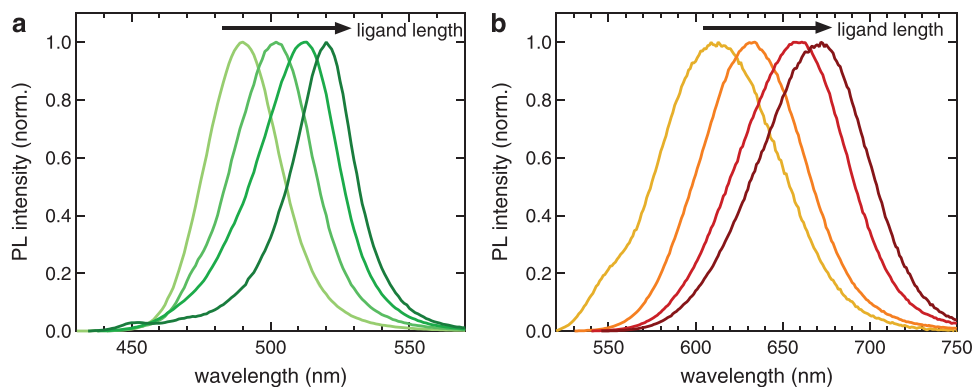 a
ligand length
1.0
0.8
0.6
0.4
0.2
0.0
PL intensity (norm.)
450
500
550
wavelength (nm)
b
ligand length
1.0
0.8
0.6
0.4
0.2
0.0
PL intensity (norm.)
550
600
650
700
750
wavelength (nm)